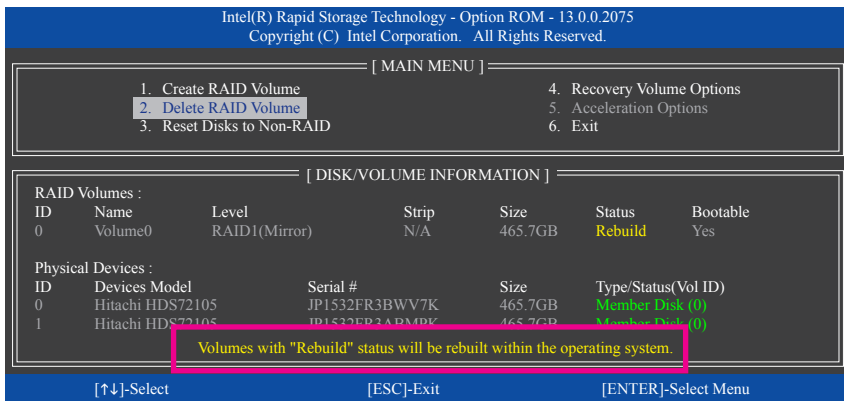 Intel(R) Rapid Storage Technology - Option ROM - 13.0.0.2075
Copyright (C) Intel Corporation. All Rights Reserved.
[ MAIN MENU ]
1. Create RAID Volume
2. Delete RAID Volume
3. Reset Disks to Non-RAID
4. Recovery Volume Options
5. Acceleration Options
6. Exit
[ DISK/VOLUME INFORMATION ]
RAID Volumes :
ID Name Level Strip Size Status Bootable
0 Volume0 RAID1(Mirror) N/A 465.7GB Rebuild Yes
Physical Devices :
ID Devices Model Serial # Size Type/Status(Vol ID)
0 Hitachi HDS72105 JP1532FR3BWV7K 465.7GB Member Disk (0)
1 Hitachi HDS72105 JP1532FR3ABMPK 465.7GB Member Disk (0)
Volumes with "Rebuild" status will be rebuilt within the operating system.
[↑↓]-Select [ESC]-Exit [ENTER]-Select Menu